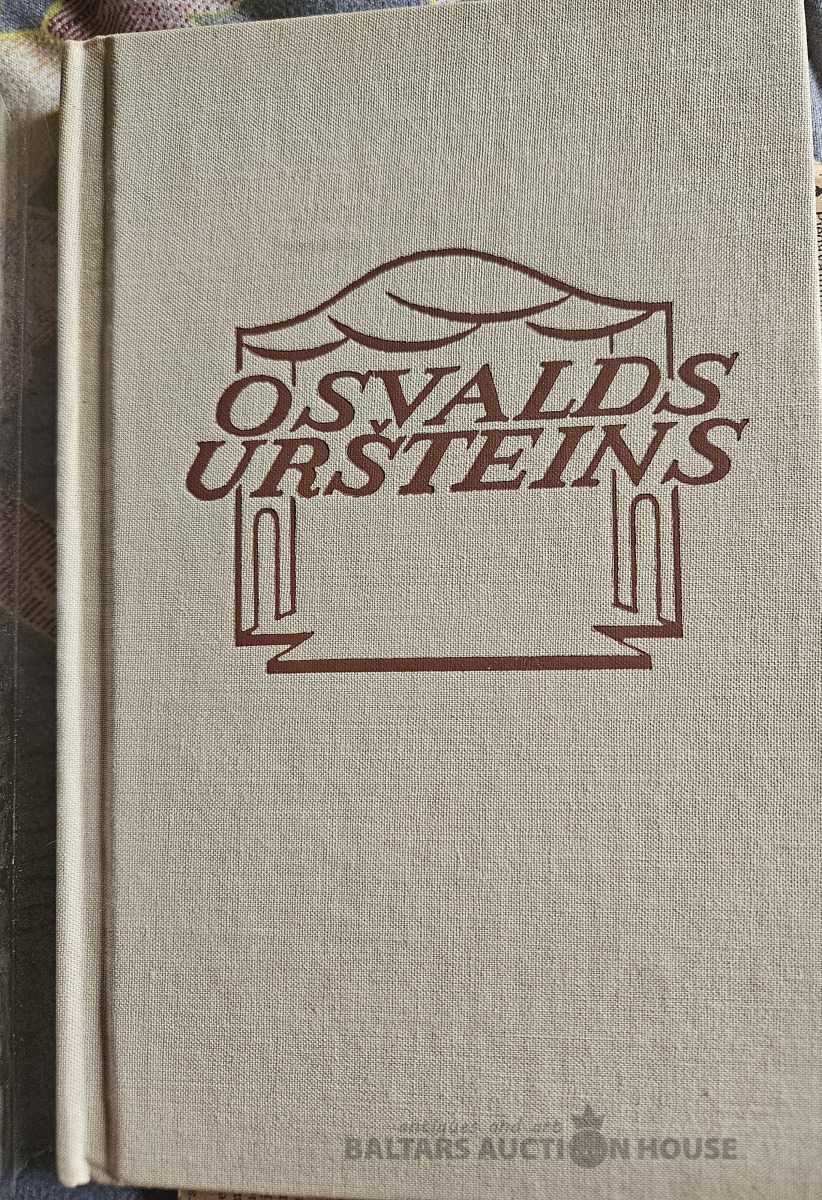 OSVALDS
URŠTEINS
antiques and art
BALTARS AUCTION HOUSE